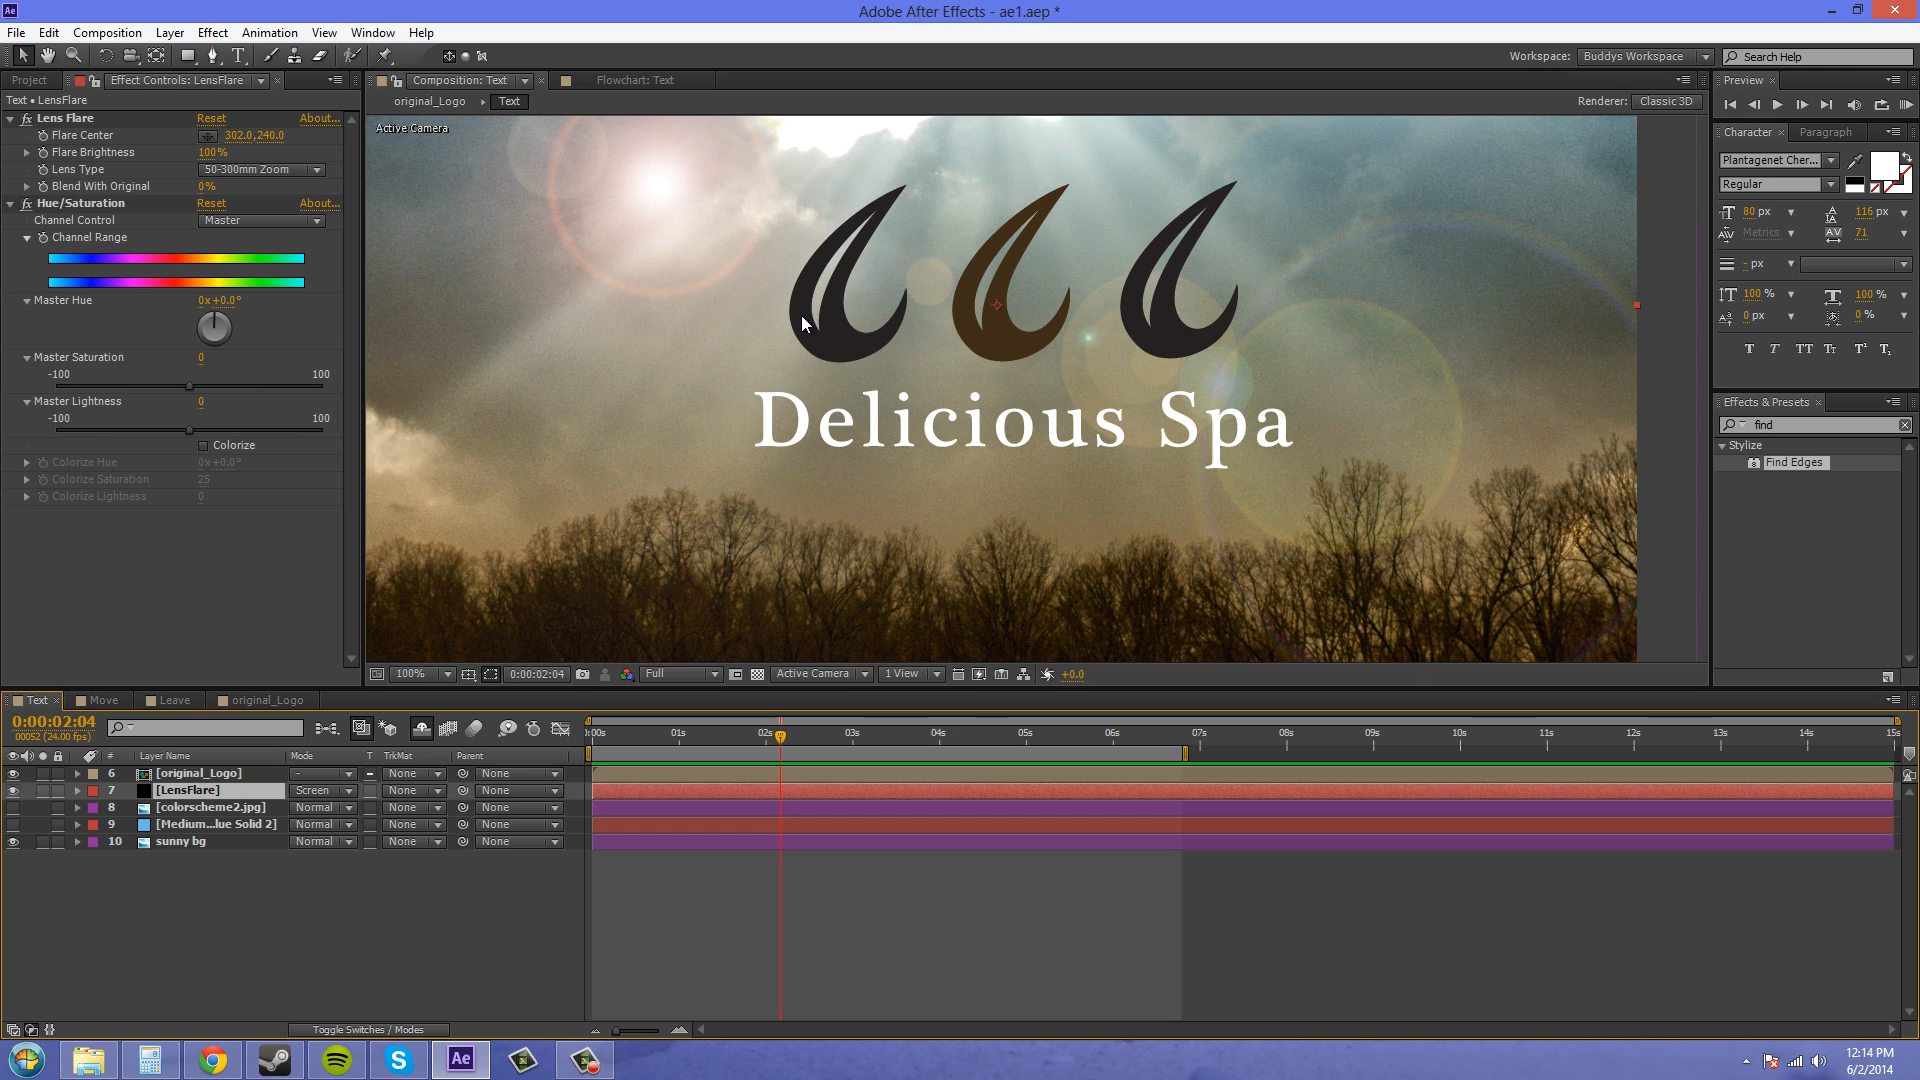 Adobe After Effects - ae1.aep *
File Edit Composition Layer Effect Animation View Window Help
Workspace: Buddys Workspace Search Help
Project Effect Controls: LensFlare Composition: Text Flowchart: Text Preview
Text • LensFlare original_Logo Text Renderer: Classic 3D
Lens Flare Reset About...
Flare Center 302.0,240.0
Flare Brightness 100%
Lens Type 50-300mm Zoom
Blend With Original 0%
Hue/Saturation Reset About...
Channel Control Master
Channel Range
Master Hue 0x+0.0°
Master Saturation 0
-100 100
Master Lightness 0
-100 100
Colorize
Colorize Hue 0x+0.0°
Colorize Saturation 25
Colorize Lightness 0
Active Camera
Delicious Spa
100% 0:00:02:04 Full Active Camera 1 View +0.0
Character Paragraph
Plantagenet Cher...
Regular
80 px 116 px
Metrics 71
- px
100 % 100 %
0 px 0 %
T T TT Tt T¹ T₁
Effects & Presets
find
Stylize
Find Edges
Text Move Leave original_Logo
0:00:02:04
00052 (24.00 fps)
0:00s 01s 02s 03s 04s 05s 06s 07s 08s 09s 10s 11s 12s 13s 14s 15s
# Layer Name Mode T TrkMat Parent
6 [original_Logo] - None None
7 [LensFlare] Screen None None
8 [colorscheme2.jpg] Normal None None
9 [Medium...lue Solid 2] Normal None None
10 sunny bg Normal None None
Toggle Switches / Modes
Ae
12:14 PM
6/2/2014